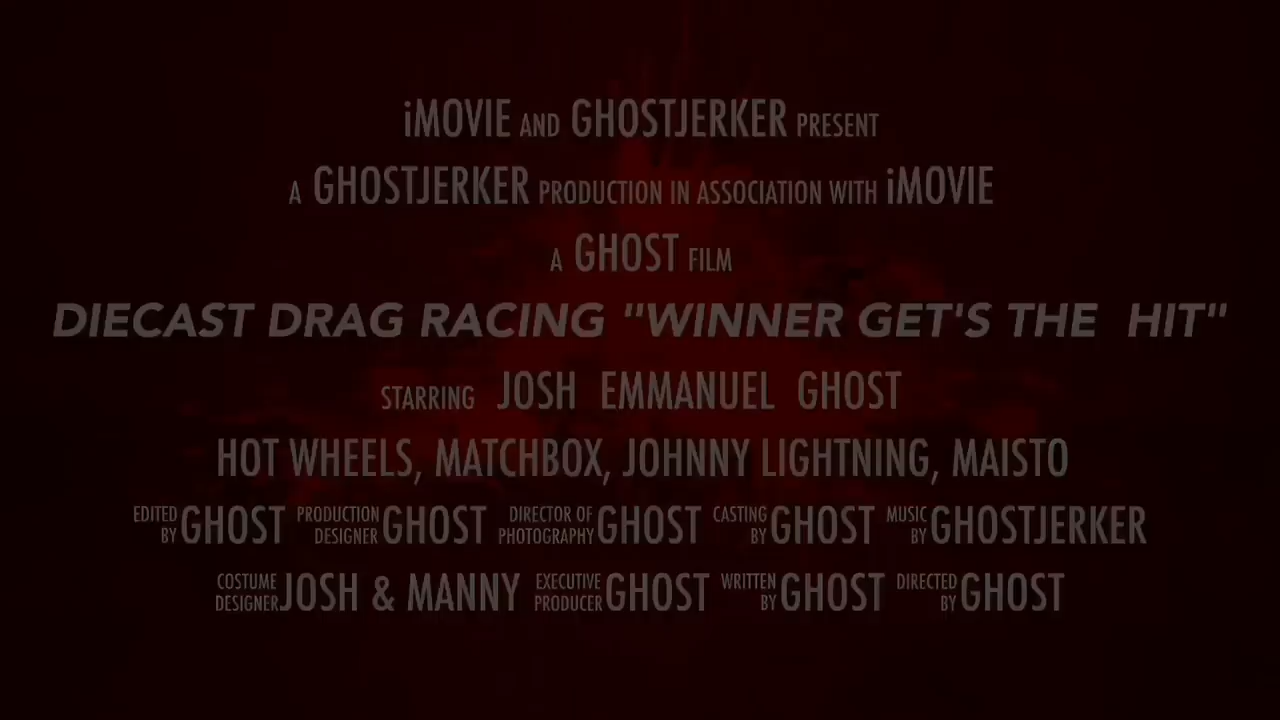 iMOVIE AND GHOSTJERKER PRESENT
A GHOSTJERKER PRODUCTION IN ASSOCIATION WITH iMOVIE
A GHOST FILM
DIECAST DRAG RACING "WINNER GET'S THE  HIT"
STARRING JOSH EMMANUEL GHOST
HOT WHEELS, MATCHBOX, JOHNNY LIGHTNING, MAISTO
EDITED BY GHOST PRODUCTION DESIGNER GHOST DIRECTOR OF PHOTOGRAPHY GHOST CASTING BY GHOST MUSIC BY GHOSTJERKER
COSTUME DESIGNER JOSH & MANNY EXECUTIVE PRODUCER GHOST WRITTEN BY GHOST DIRECTED BY GHOST